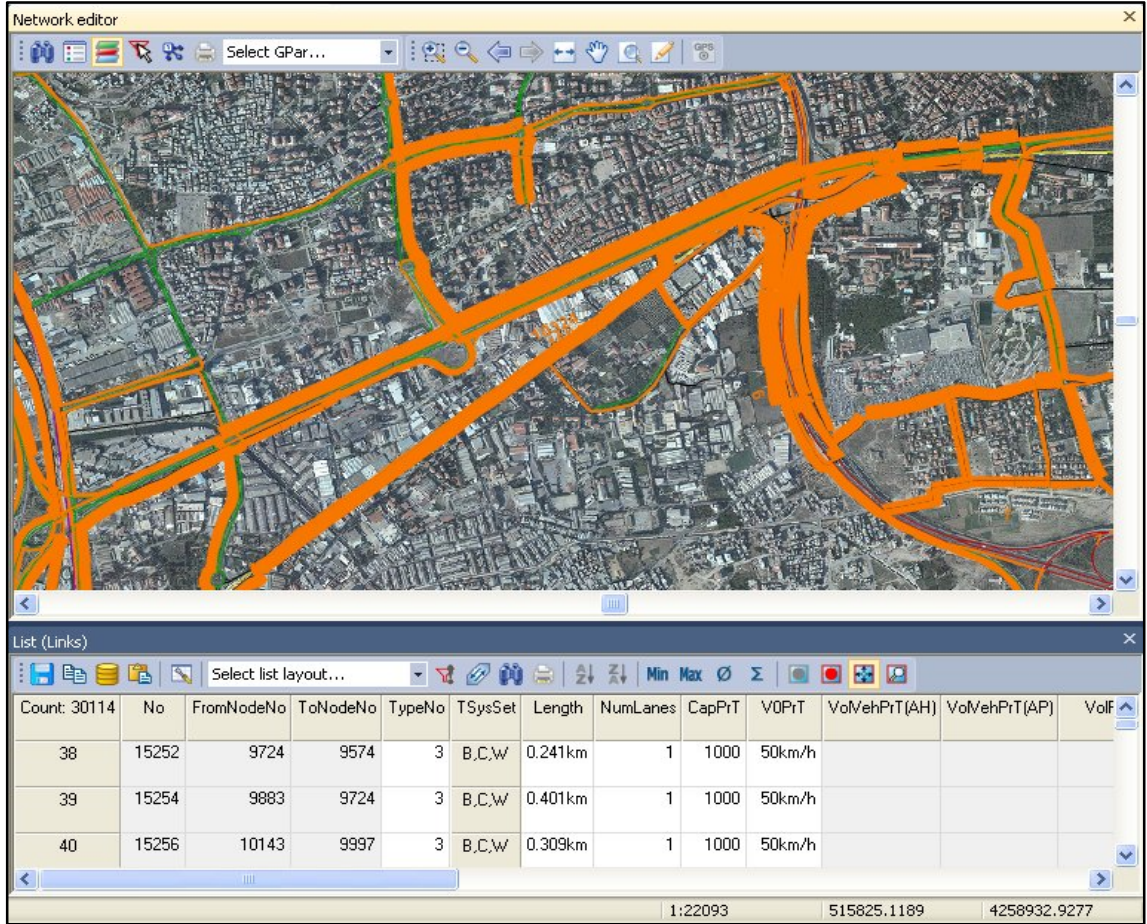 Network editor
Select GPar...
GPS
List (Links)
Select list layout...
Min Max Ø Σ
Count: 30114 No FromNodeNo ToNodeNo TypeNo TSysSet Length NumLanes CapPrT V0PrT VolVehPrT(AH) VolVehPrT(AP)
38 15252 9724 9574 3 B,C,W 0.241km 1 1000 50km/h
39 15254 9883 9724 3 B,C,W 0.401km 1 1000 50km/h
40 15256 10143 9997 3 B,C,W 0.309km 1 1000 50km/h
1:22093 515825.1189 4258932.9277